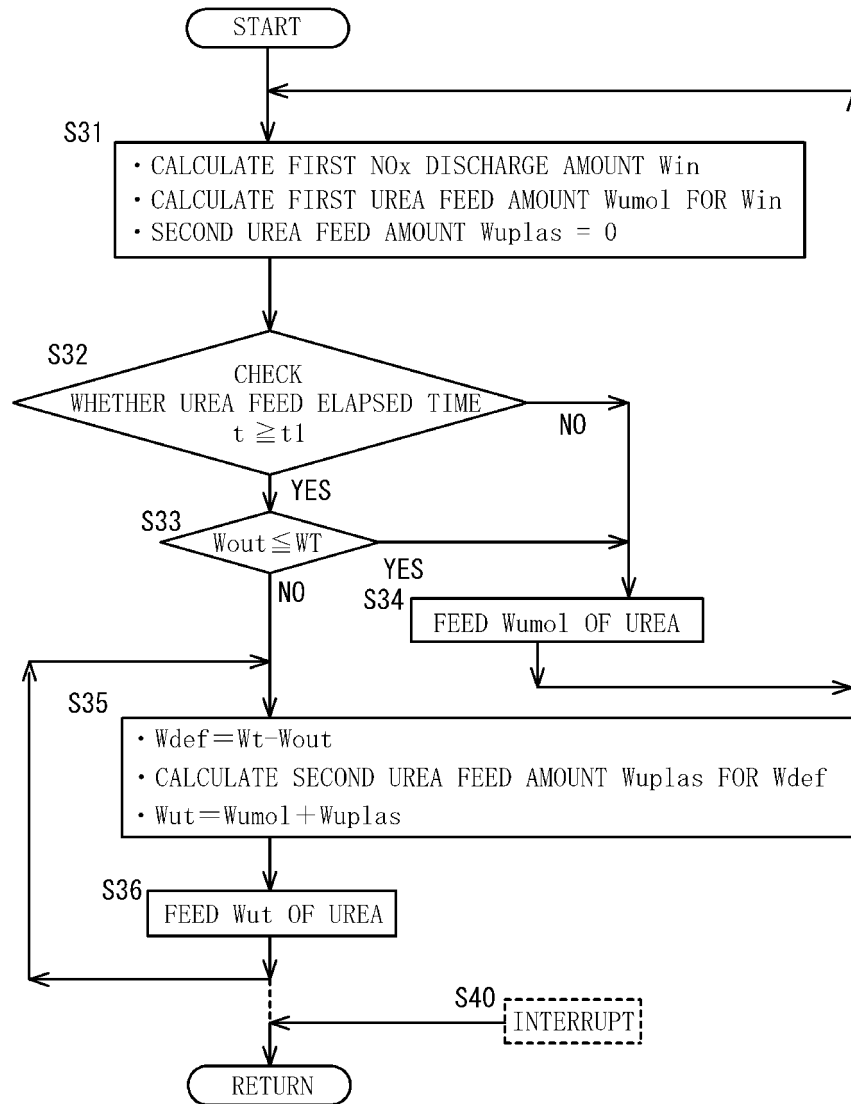 START
S31
・CALCULATE FIRST NOx DISCHARGE AMOUNT Win
・CALCULATE FIRST UREA FEED AMOUNT Wumol FOR Win
・SECOND UREA FEED AMOUNT Wuplas = 0
S32
CHECK
WHETHER UREA FEED ELAPSED TIME
t ≧ t1
NO
YES
S33
Wout≦WT
YES
NO
S34
FEED Wumol OF UREA
S35
・Wdef=Wt-Wout
・CALCULATE SECOND UREA FEED AMOUNT Wuplas FOR Wdef
・Wut=Wumol+Wuplas
S36
FEED Wut OF UREA
S40
INTERRUPT
RETURN